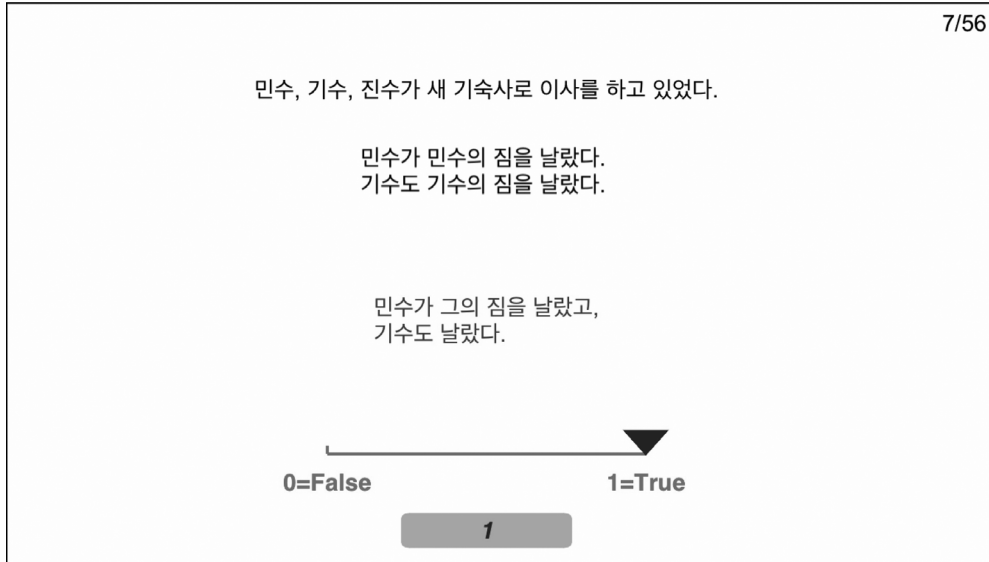 7/56
민수, 기수, 진수가 새 기숙사로 이사를 하고 있었다.
민수가 민수의 짐을 날랐다.
기수도 기수의 짐을 날랐다.
민수가 그의 짐을 날랐고,
기수도 날랐다.
0=False 1=True
1